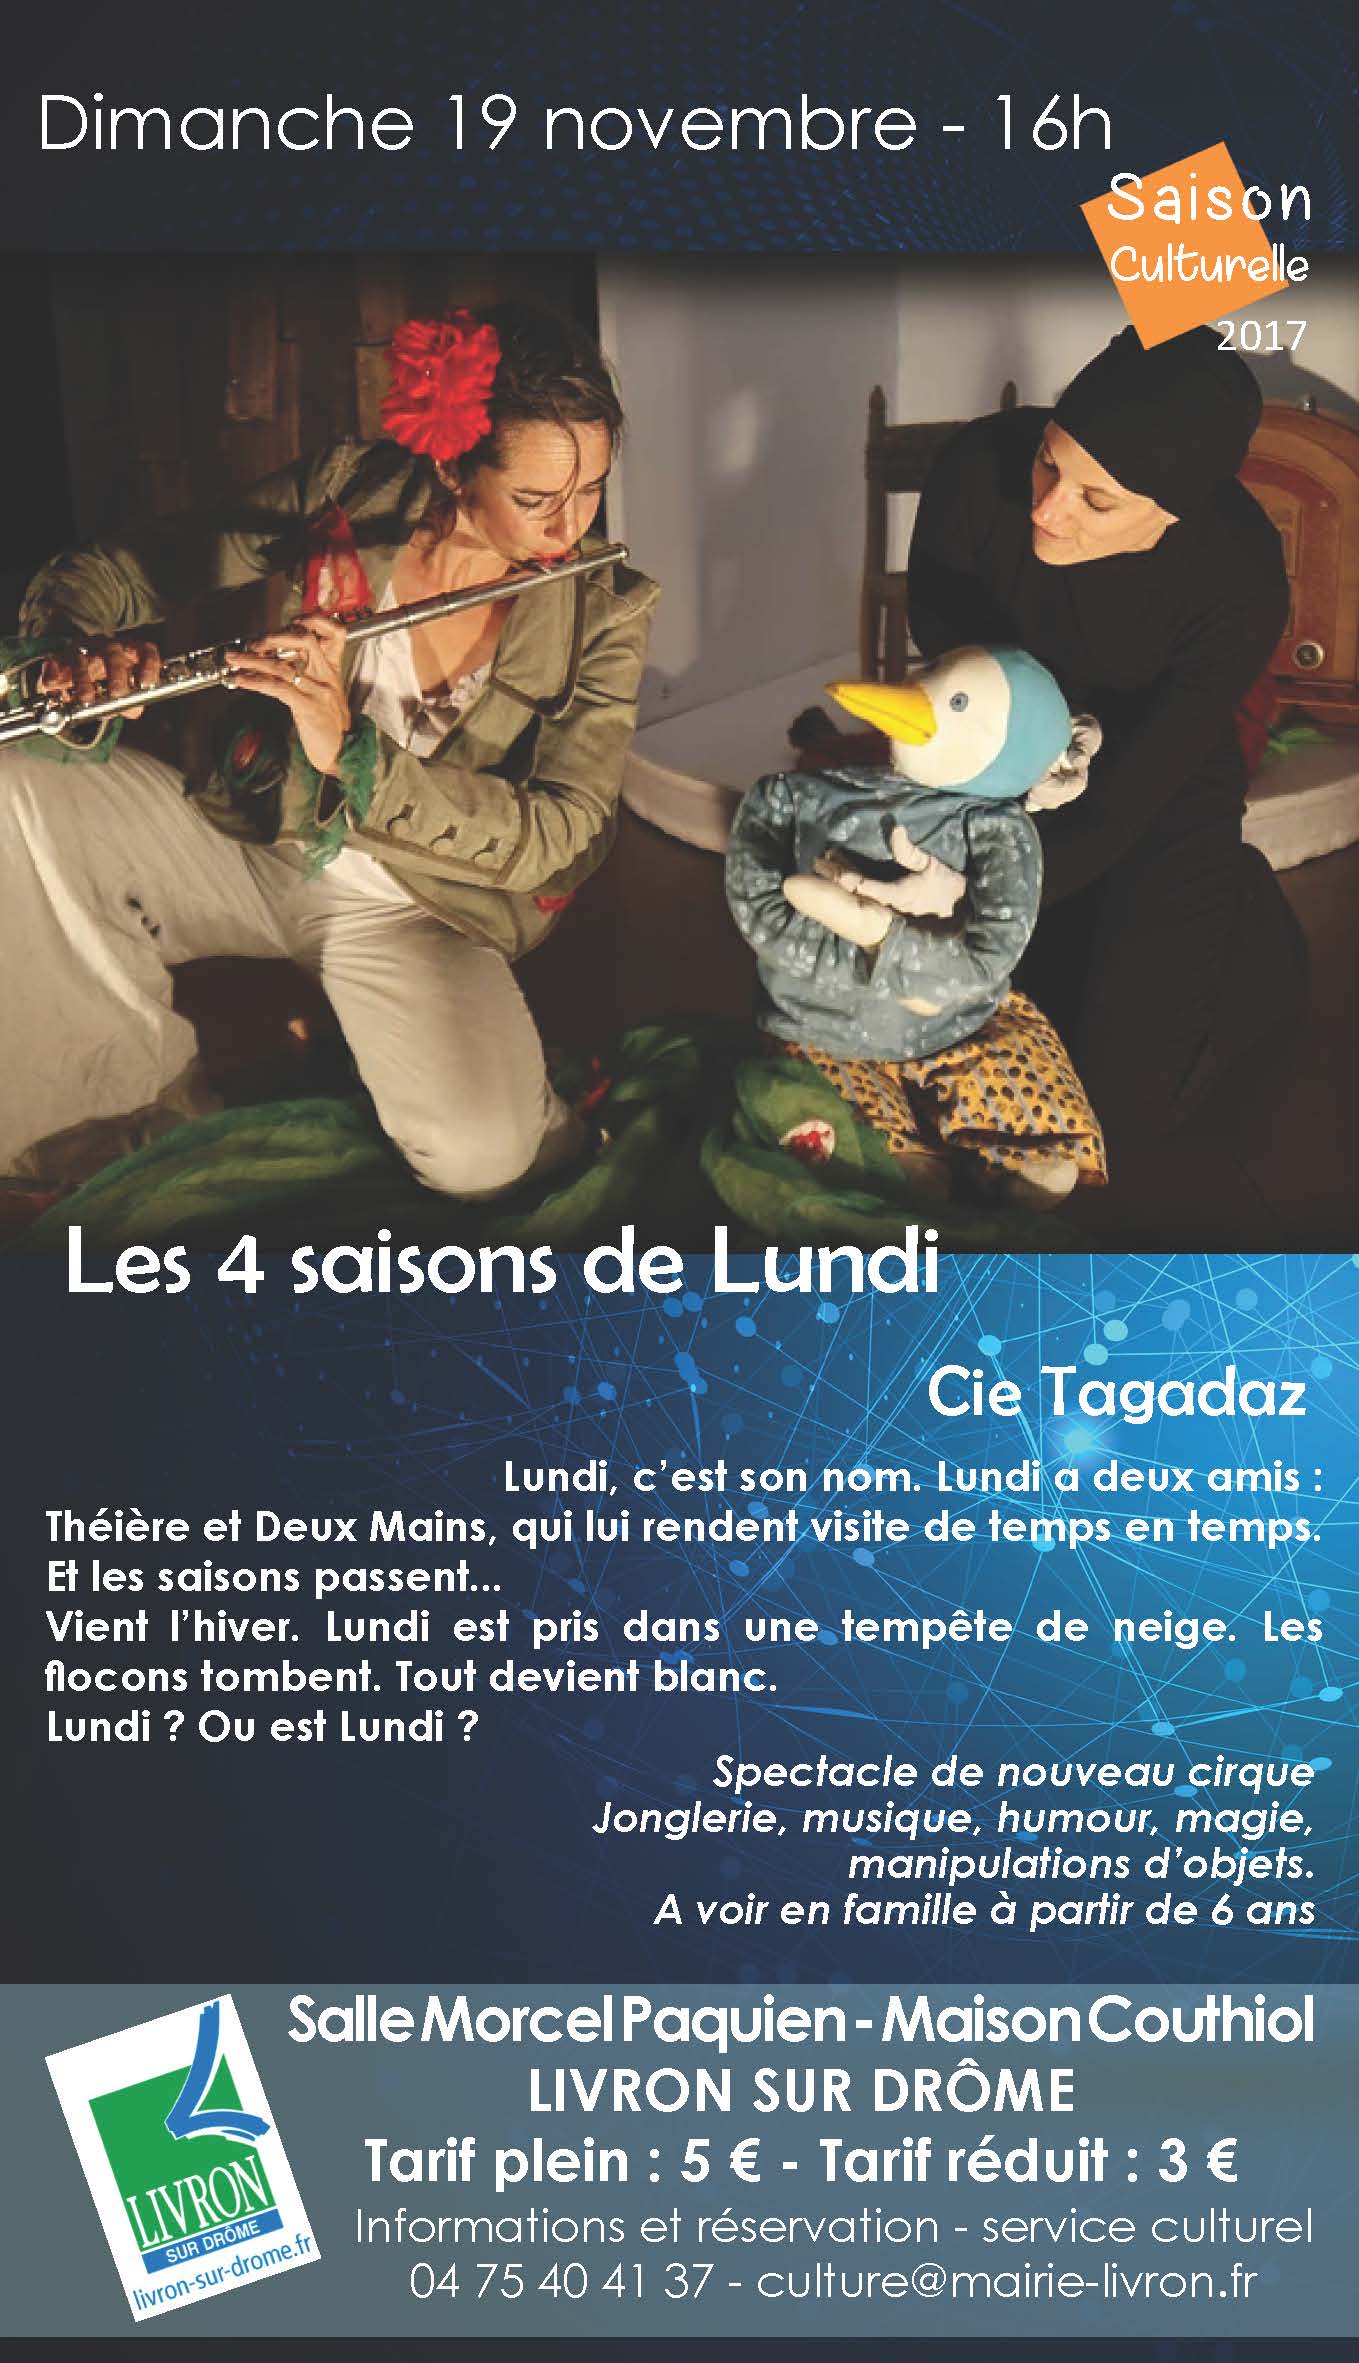 Dimanche 19 novembre - 16h
Saison
Culturelle
2017
Les 4 saisons de Lundi
Cie Tagadaz
Lundi, c’est son nom. Lundi a deux amis :
Théière et Deux Mains, qui lui rendent visite de temps en temps.
Et les saisons passent...
Vient l’hiver. Lundi est pris dans une tempête de neige. Les
flocons tombent. Tout devient blanc.
Lundi ? Ou est Lundi ?
Spectacle de nouveau cirque
Jonglerie, musique, humour, magie,
manipulations d’objets.
A voir en famille à partir de 6 ans
Salle Morcel Paquien - Maison Couthiol
LIVRON SUR DRÔME
Tarif plein : 5 € - Tarif réduit : 3 €
Informations et réservation - service culturel
04 75 40 41 37 - culture@mairie-livron.fr
LIVRON
SUR DRÔME
livron-sur-drome.fr